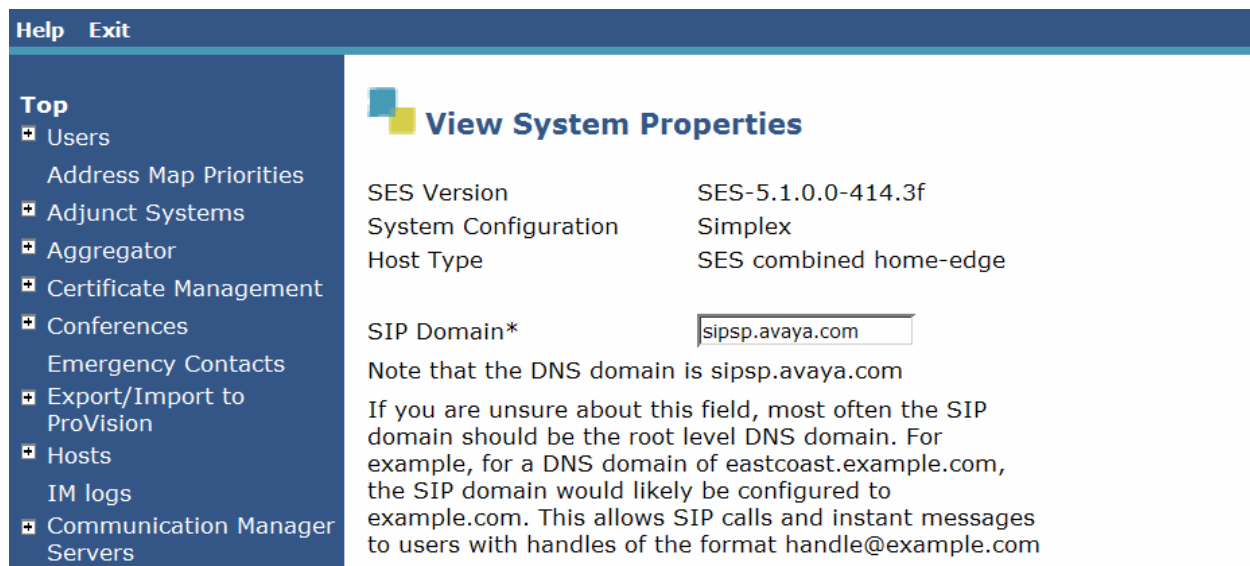 Help Exit
Top
Users
Address Map Priorities
Adjunct Systems
Aggregator
Certificate Management
Conferences
Emergency Contacts
Export/Import to
ProVision
Hosts
IM logs
Communication Manager
Servers
View System Properties
SES Version SES-5.1.0.0-414.3f
System Configuration Simplex
Host Type SES combined home-edge
SIP Domain* sipsp.avaya.com
Note that the DNS domain is sipsp.avaya.com
If you are unsure about this field, most often the SIP
domain should be the root level DNS domain. For
example, for a DNS domain of eastcoast.example.com,
the SIP domain would likely be configured to
example.com. This allows SIP calls and instant messages
to users with handles of the format handle@example.com